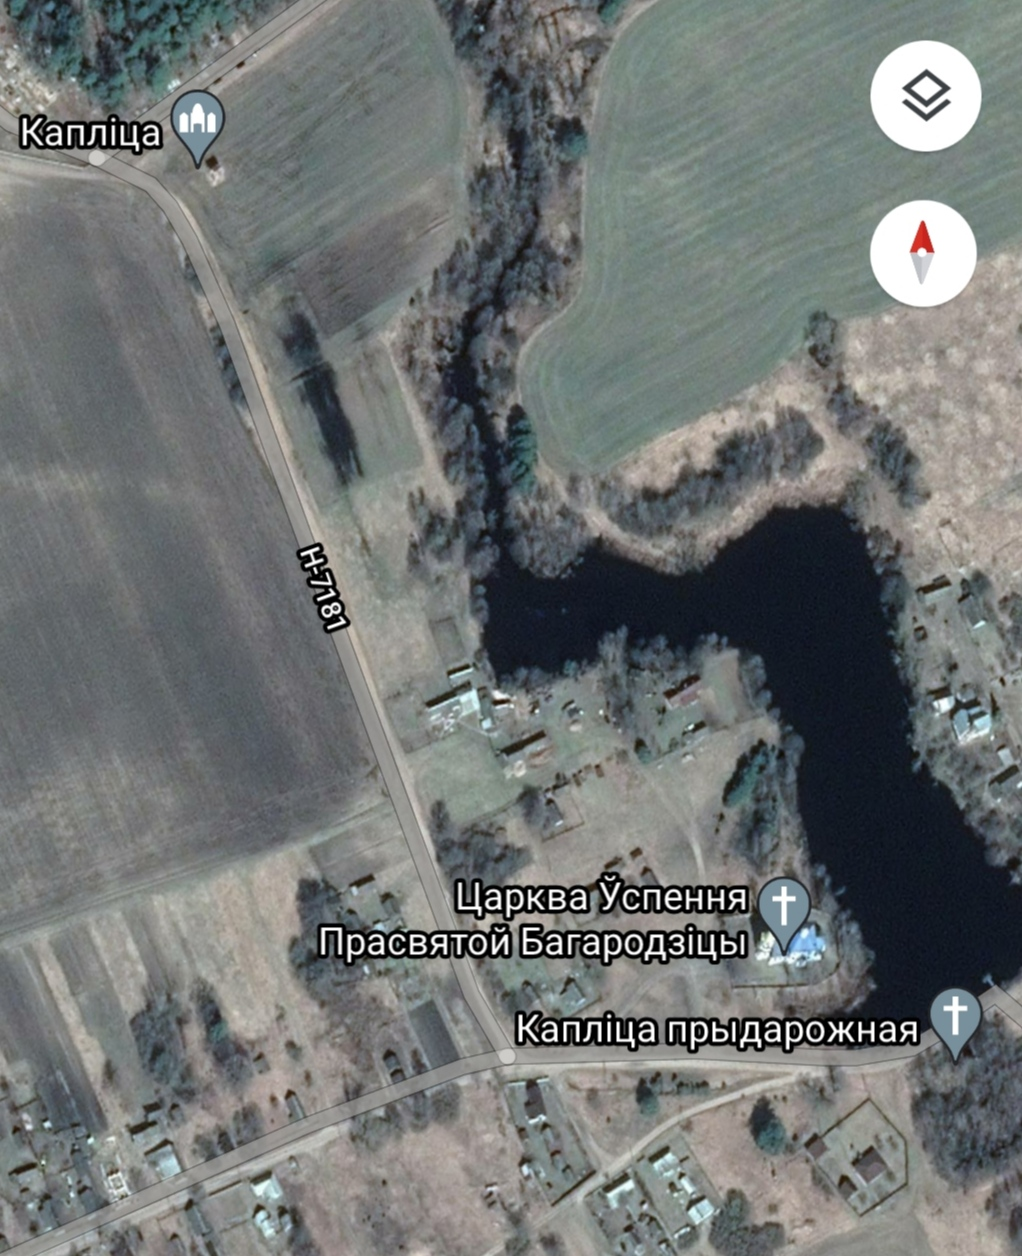 Капліца
Н-7181
Царква Ўспення
Прасвятой Багародзіцы
Капліца прыдарожная